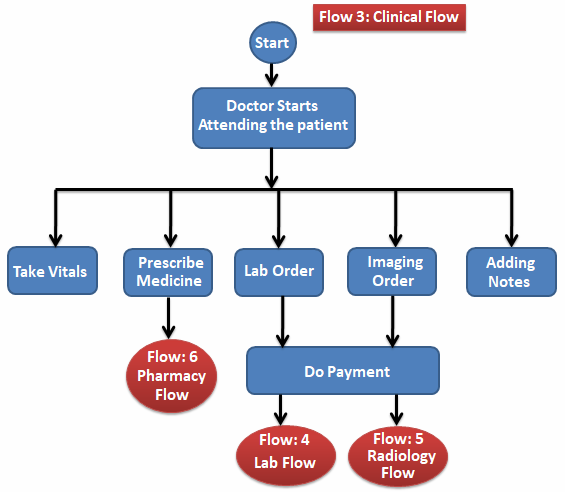 Flow 3: Clinical Flow
Start
Doctor Starts
Attending the patient
Take Vitals
Prescribe
Medicine
Lab Order
Imaging
Order
Adding
Notes
Flow: 6
Pharmacy
Flow
Do Payment
Flow: 4
Lab Flow
Flow: 5
Radiology
Flow